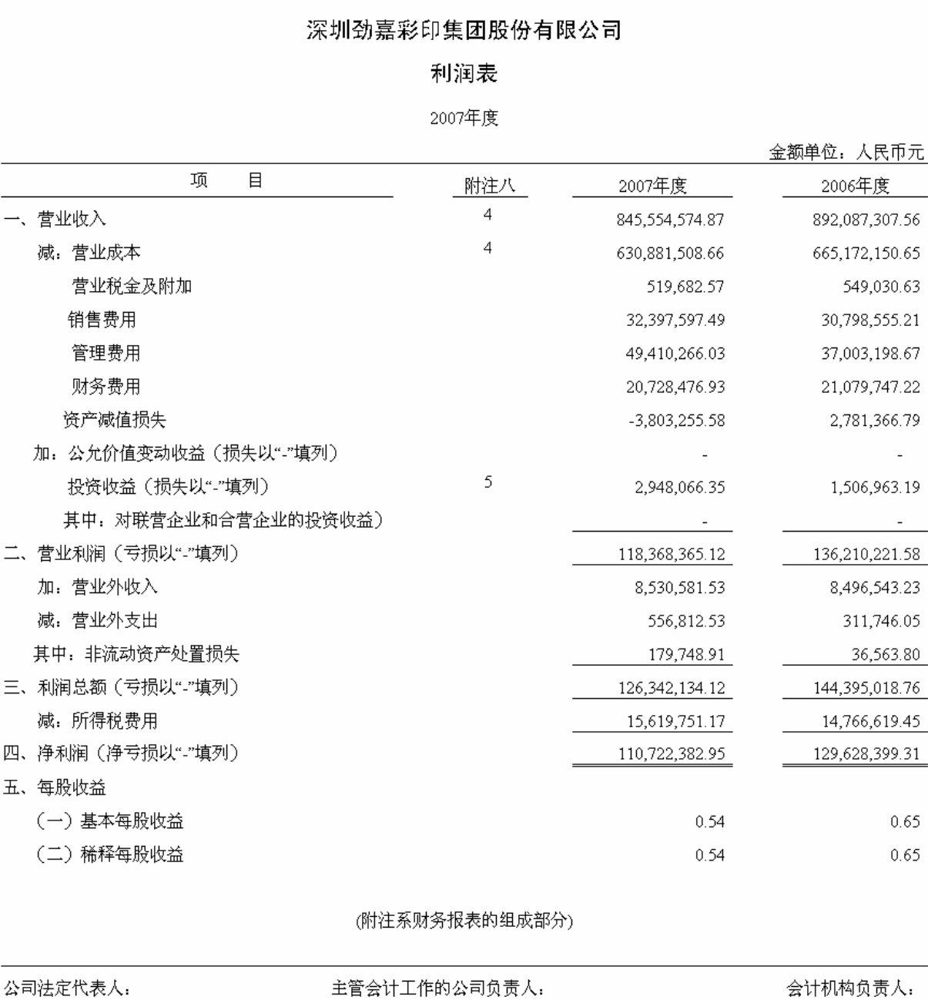 深圳劲嘉彩印集团股份有限公司
利润表
2007年度
金额单位：人民币元
项 目 附注八 2007年度 2006年度
一、营业收入 4 845,554,574.87 892,087,307.56
减：营业成本 4 630,881,508.66 665,172,150.65
营业税金及附加 519,682.57 549,030.63
销售费用 32,397,597.49 30,798,555.21
管理费用 49,410,266.03 37,003,198.67
财务费用 20,728,476.93 21,079,747.22
资产减值损失 -3,803,255.58 2,781,366.79
加：公允价值变动收益（损失以“-”填列） - -
投资收益（损失以“-”填列） 5 2,948,066.35 1,506,963.19
其中：对联营企业和合营企业的投资收益） - -
二、营业利润（亏损以“-”填列） 118,368,365.12 136,210,221.58
加：营业外收入 8,530,581.53 8,496,543.23
减：营业外支出 556,812.53 311,746.05
其中：非流动资产处置损失 179,748.91 36,563.80
三、利润总额（亏损以“-”填列） 126,342,134.12 144,395,018.76
减：所得税费用 15,619,751.17 14,766,619.45
四、净利润（净亏损以“-”填列） 110,722,382.95 129,628,399.31
五、每股收益
（一）基本每股收益 0.54 0.65
（二）稀释每股收益 0.54 0.65
(附注系财务报表的组成部分)
公司法定代表人： 主管会计工作的公司负责人： 会计机构负责人：